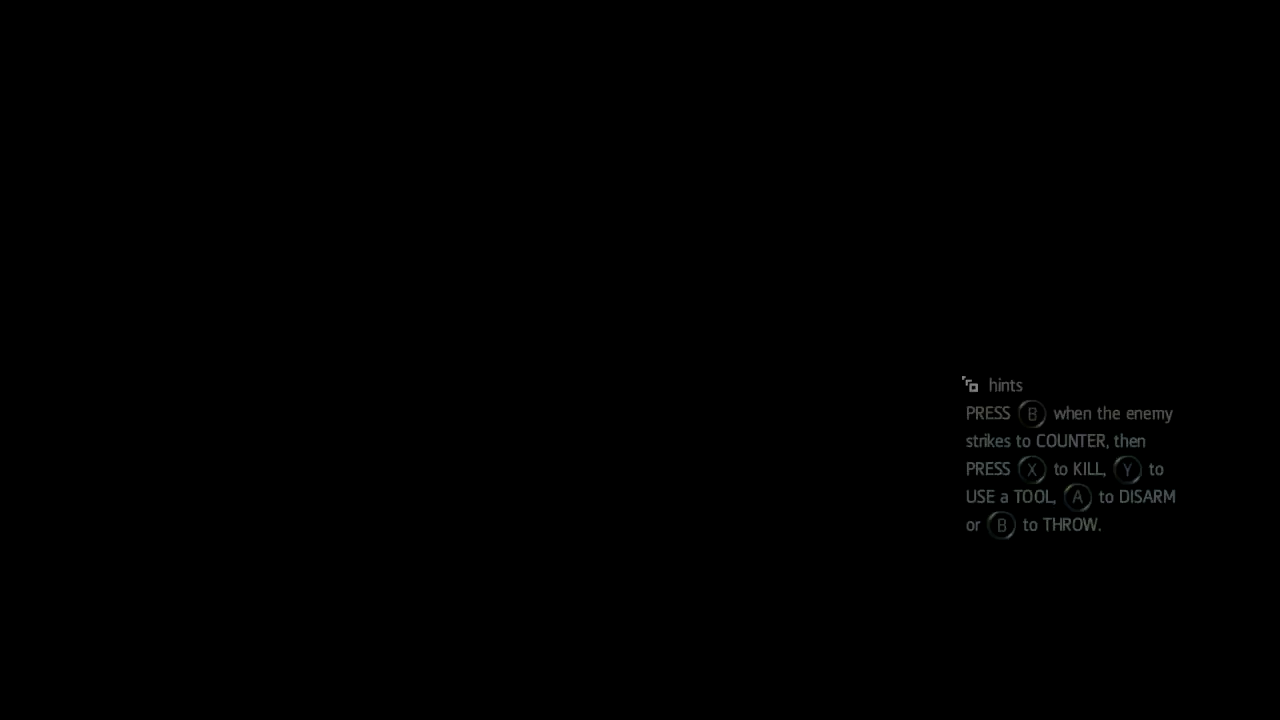 hints
PRESS B when the enemy
strikes to COUNTER, then
PRESS X to KILL, Y to
USE a TOOL, A to DISARM
or B to THROW.